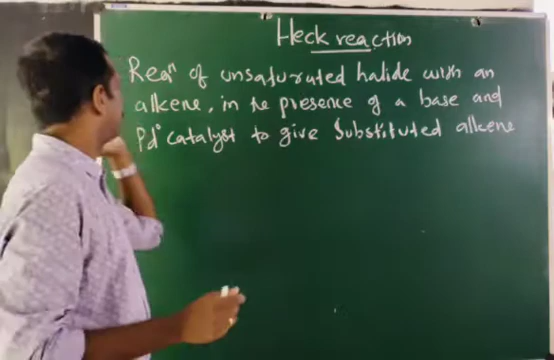 Heck reaction
Reaⁿ of unsaturated halide with an
alkene, in the presence of a base and
Pd° catalyst to give Substituted alkene